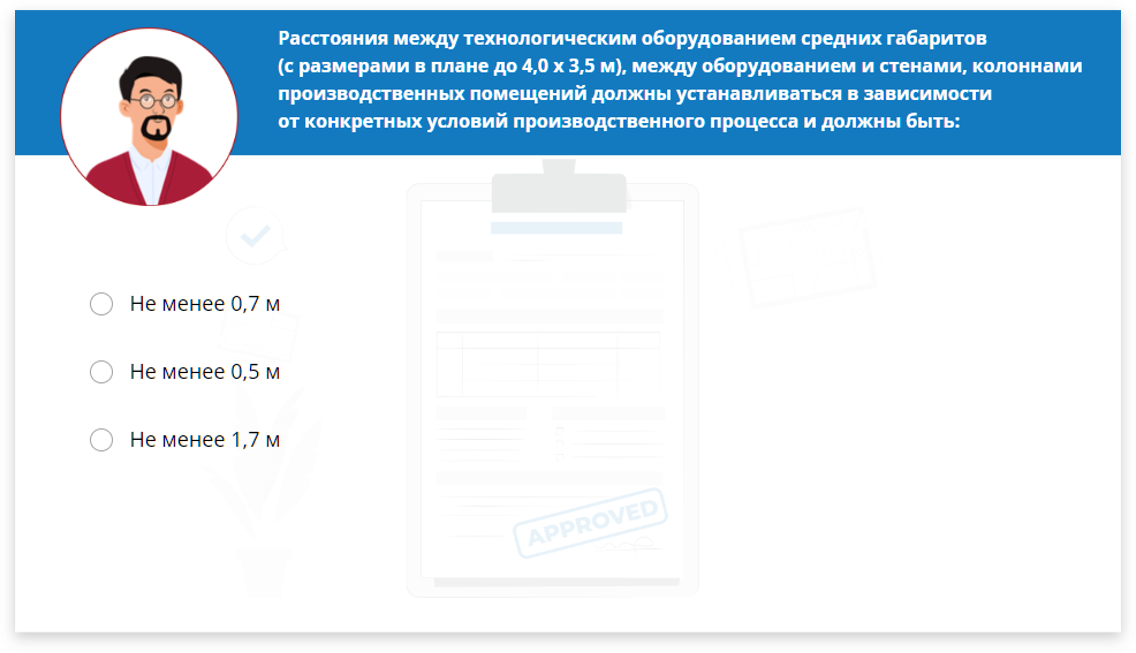 Расстояния между технологическим оборудованием средних габаритов
(с размерами в плане до 4,0 х 3,5 м), между оборудованием и стенами, колоннами
производственных помещений должны устанавливаться в зависимости
от конкретных условий производственного процесса и должны быть:
Не менее 0,7 м
Не менее 0,5 м
Не менее 1,7 м
APPROVED